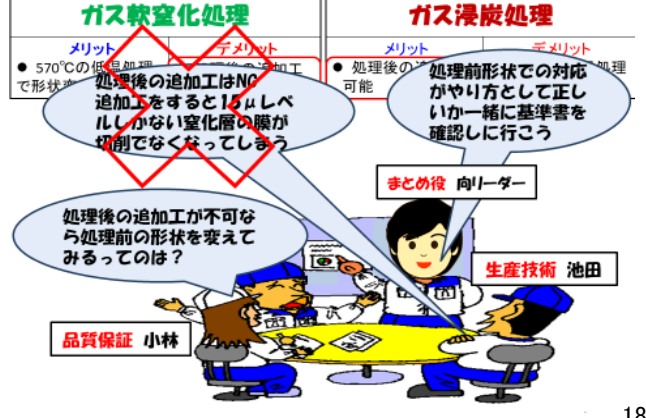 ガス軟窒化処理
ガス浸炭処理
メリット
デメリット
メリット
デメリット
● 570℃の低温処理
で形状
追加工
● 処理後の
可能
処理
処理後の追加工はNG
追加工をすると15μレベ
ルしかない窒化層の膜が
切削でなくなってしまう
処理前形状での対応
がやり方として正し
いか一緒に基準書を
確認しに行こう
まとめ役 向リーダー
処理後の追加工が不可な
ら処理前の形状を変えて
みるってのは？
生産技術 池田
品質保証 小林
18